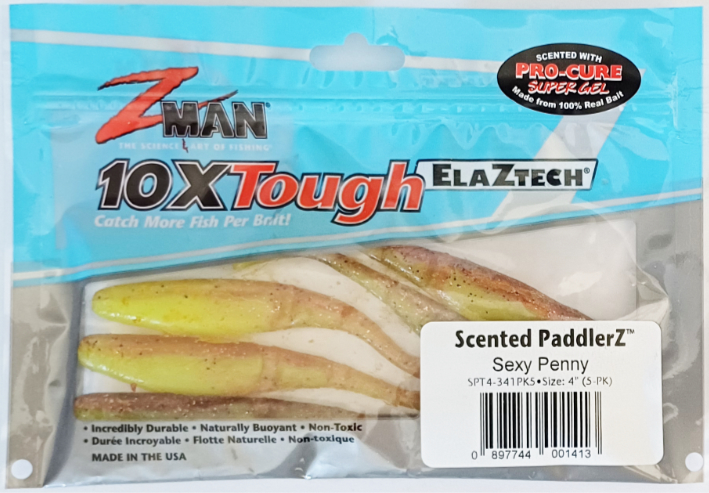 SCENTED WITH
PRO-CURE
SUPER GEL
Made from 100% Real Bait
ZMAN®
THE SCIENCE & ART OF FISHING®
10XTough ELAZTECH®
Catch More Fish Per Bait!
Scented PaddlerZ™
Sexy Penny
SPT4-341PK5•Size: 4" (5-PK)
• Incredibly Durable • Naturally Buoyant • Non-Toxic
• Durée Incroyable • Flotte Naturelle • Non-toxique
MADE IN THE USA
0 897744 001413